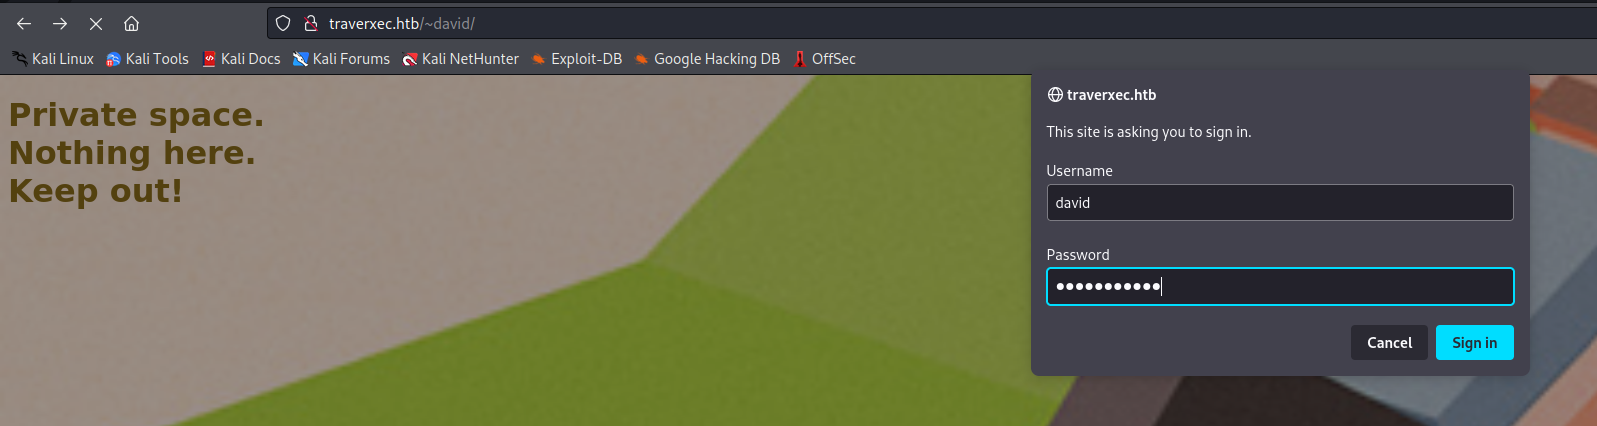 traverxec.htb/~david/
Kali Linux Kali Tools Kali Docs Kali Forums Kali NetHunter Exploit-DB Google Hacking DB OffSec
Private space.
Nothing here.
Keep out!
traverxec.htb
This site is asking you to sign in.
Username
david
Password
•••••••••••
Cancel Sign in